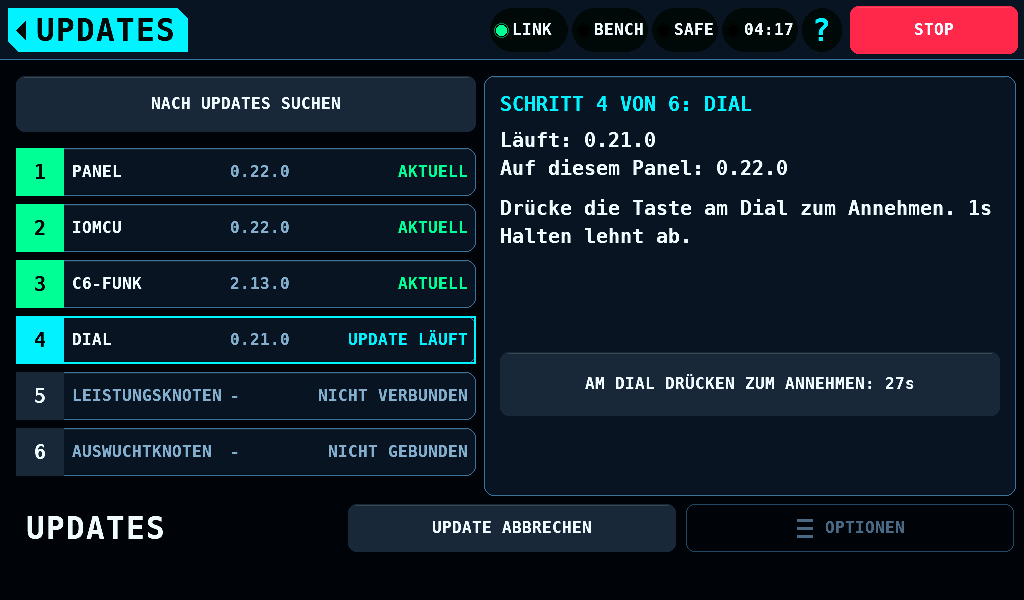 UPDATES
LINK
BENCH
SAFE
04:17
?
STOP
NACH UPDATES SUCHEN
1 PANEL 0.22.0 AKTUELL
2 IOMCU 0.22.0 AKTUELL
3 C6-FUNK 2.13.0 AKTUELL
4 DIAL 0.21.0 UPDATE LÄUFT
5 LEISTUNGSKNOTEN - NICHT VERBUNDEN
6 AUSWUCHTKNOTEN - NICHT GEBUNDEN
SCHRITT 4 VON 6: DIAL
Läuft: 0.21.0
Auf diesem Panel: 0.22.0
Drücke die Taste am Dial zum Annehmen. 1s
Halten lehnt ab.
AM DIAL DRÜCKEN ZUM ANNEHMEN: 27s
UPDATES
UPDATE ABBRECHEN
OPTIONEN